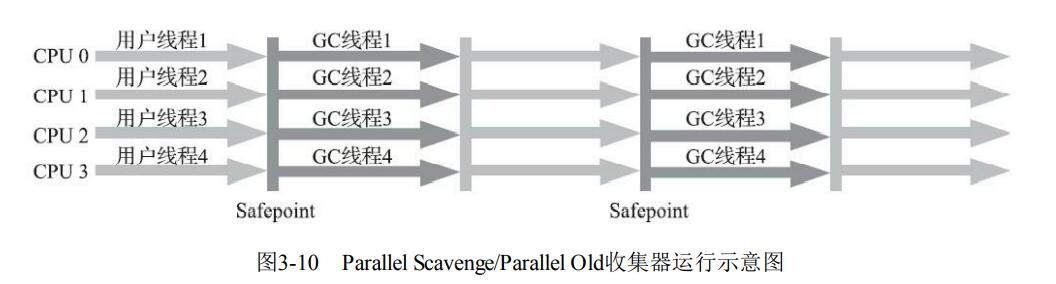 CPU 0 用户线程1 GC线程1 GC线程1
CPU 1 用户线程2 GC线程2 GC线程2
CPU 2 用户线程3 GC线程3 GC线程3
CPU 3 用户线程4 GC线程4 GC线程4
Safepoint Safepoint
图3-10 Parallel Scavenge/Parallel Old收集器运行示意图